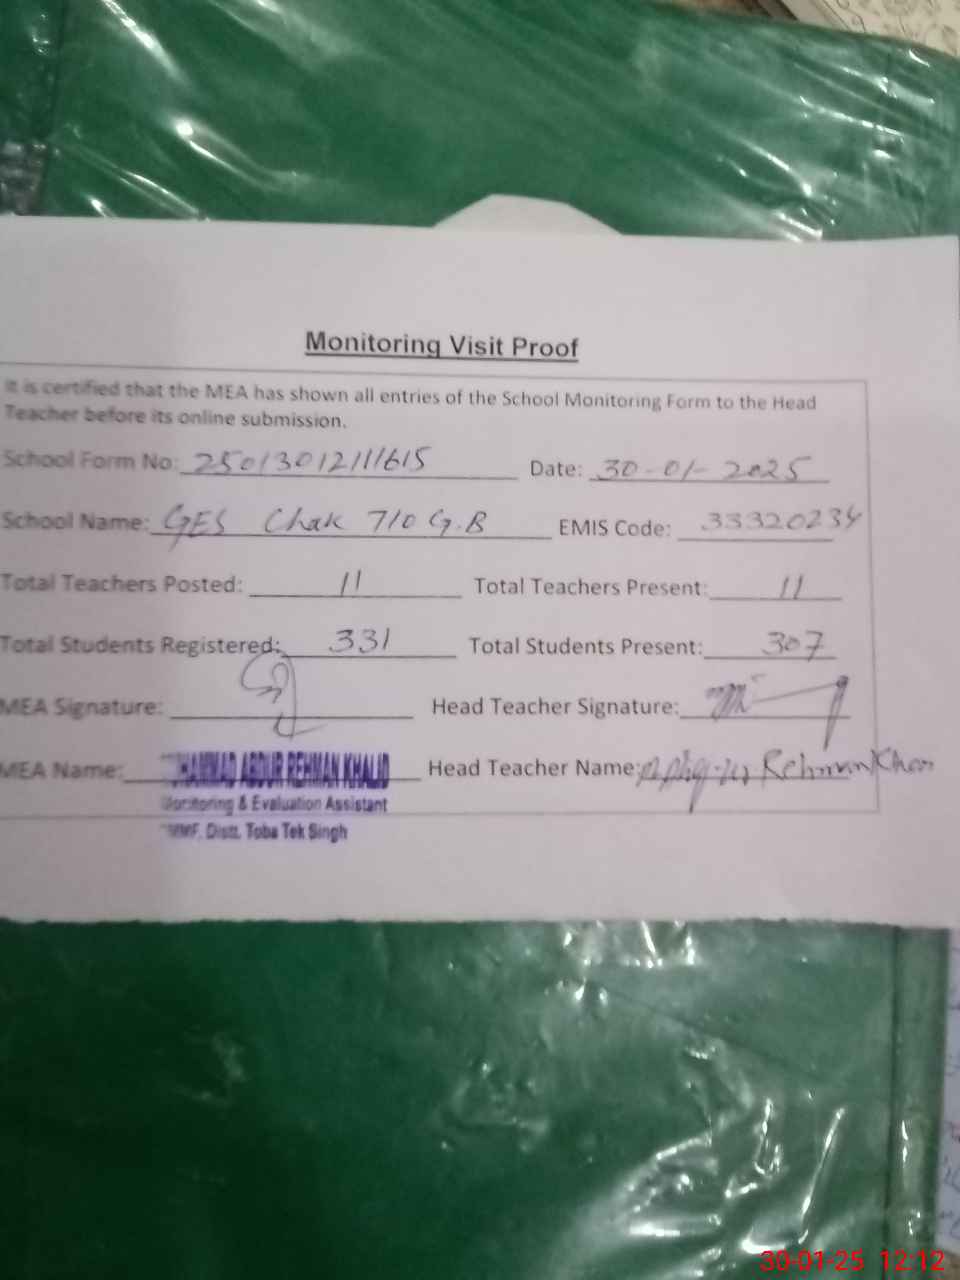 Monitoring Visit Proof
It is certified that the MEA has shown all entries of the School Monitoring Form to the Head
Teacher before its online submission.
School Form No: 25013012111615 Date: 30-01-2025
School Name: GES Chak 710 G.B EMIS Code: 33320234
Total Teachers Posted: 11 Total Teachers Present: 11
Total Students Registered: 331 Total Students Present: 307
MEA Signature: Head Teacher Signature:
MEA Name: ABDUR REHMAN KHALID Head Teacher Name: Rehman Khan
Monitoring & Evaluation Assistant
Distt. Toba Tek Singh
30-01-25 12:12